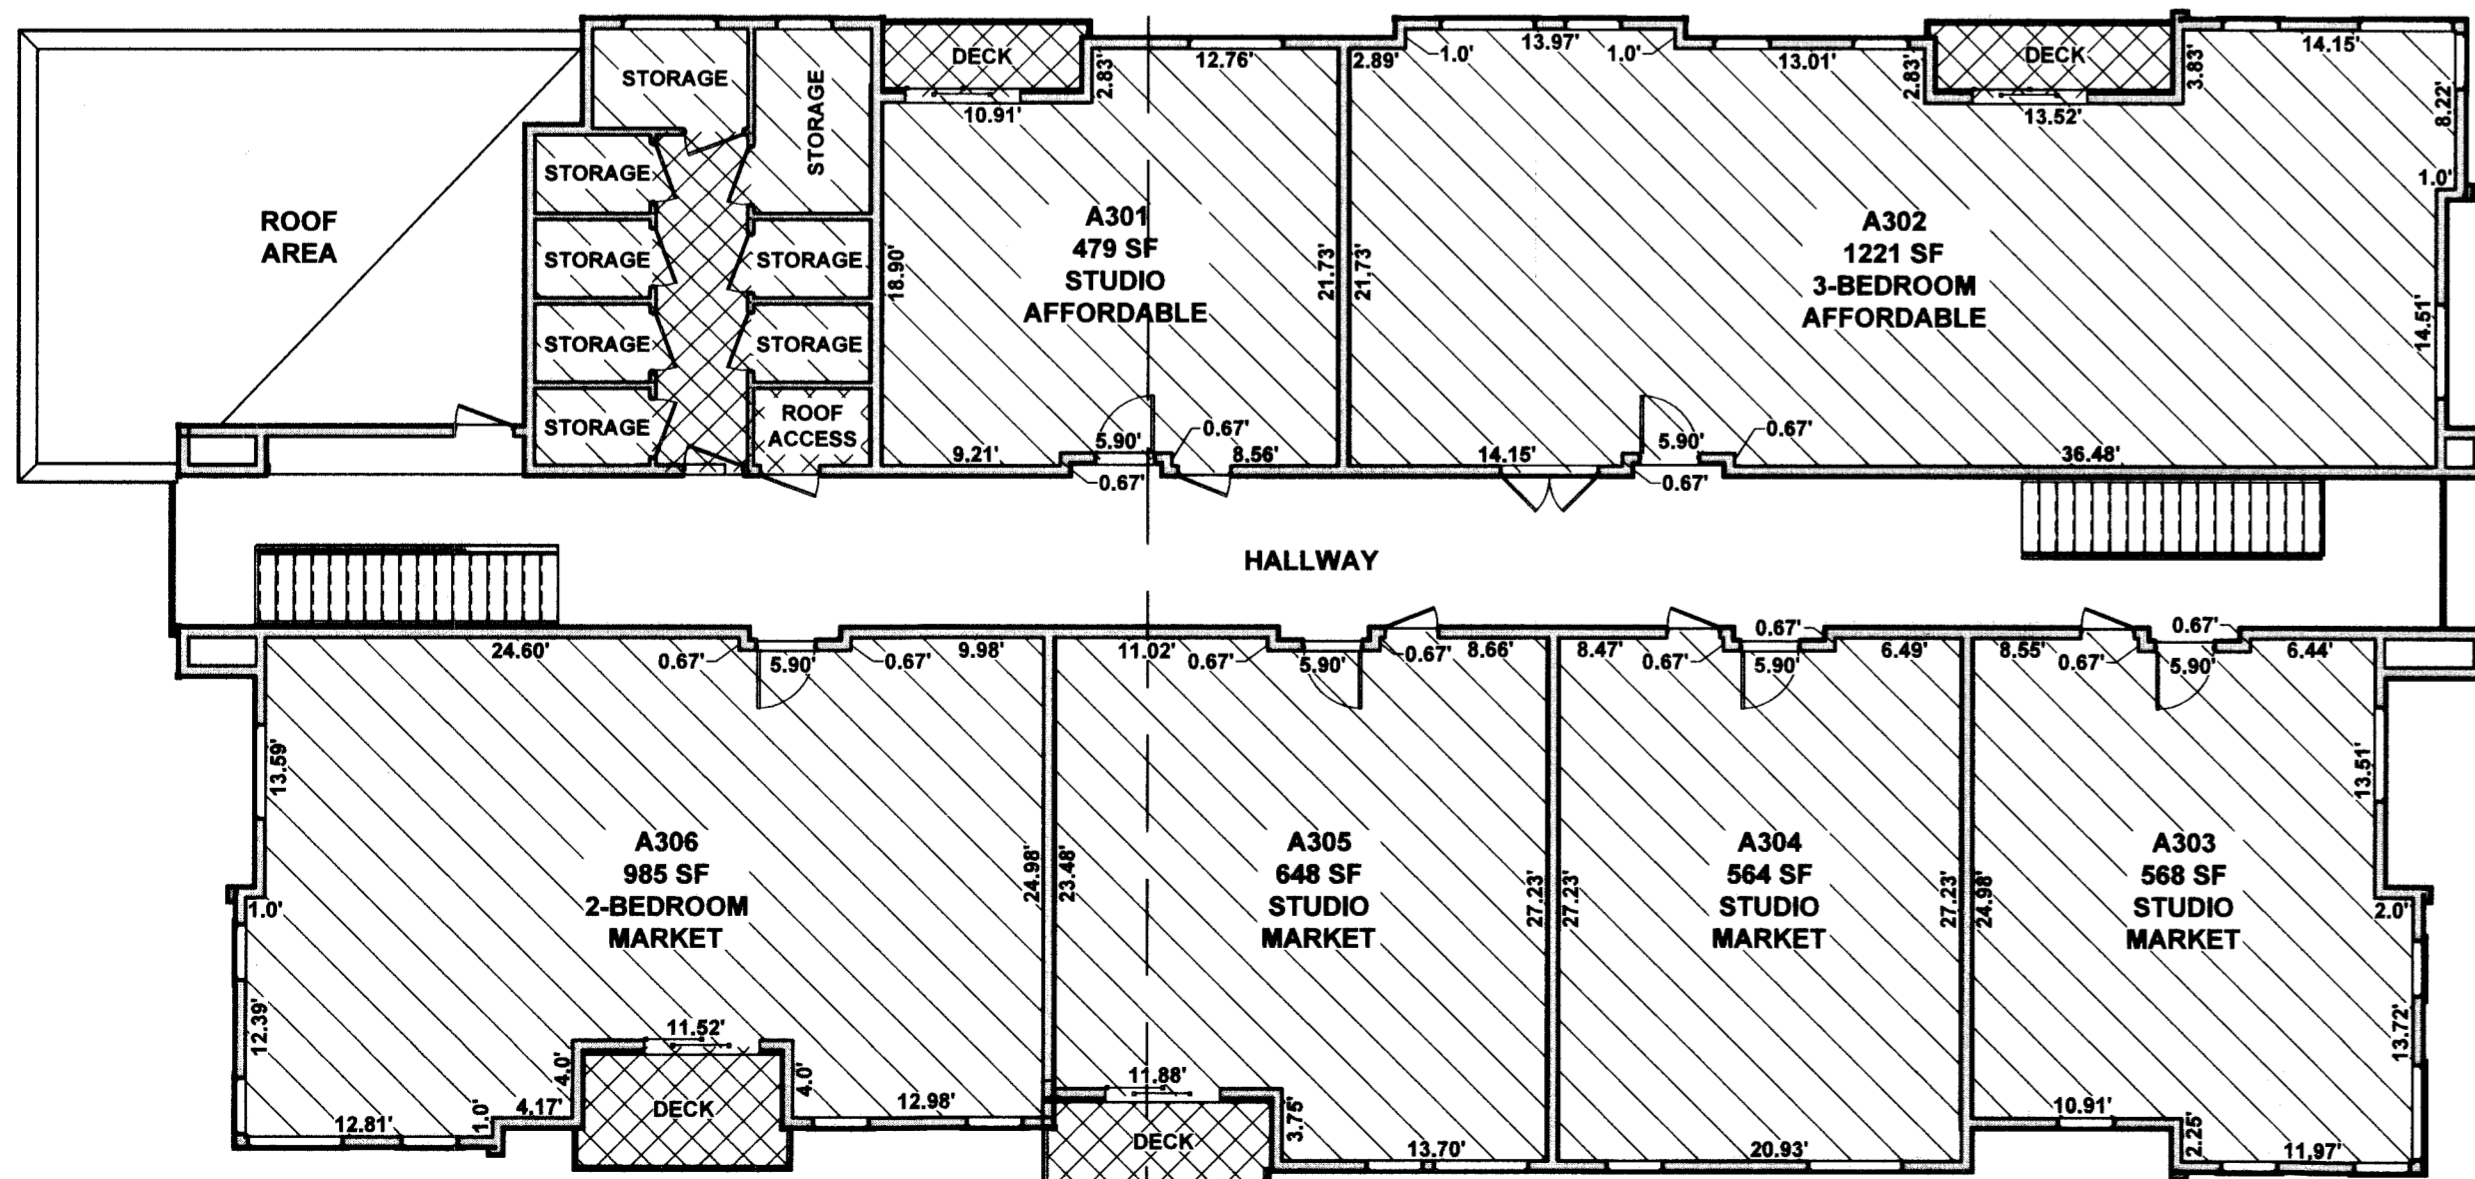 DECK
12.76'
2.83'
10.91'
2.89'
1.0'
13.97'
1.0'
13.01'
2.83'
DECK
13.52'
3.83'
14.15'
8.22'
1.0'
STORAGE
STORAGE
STORAGE
STORAGE
STORAGE
STORAGE
STORAGE
STORAGE
ROOF
ACCESS
ROOF
AREA
A301
479 SF
STUDIO
AFFORDABLE
18.90'
21.73'
21.73'
A302
1221 SF
3-BEDROOM
AFFORDABLE
14.51'
9.21'
5.90'
0.67'
8.56'
0.67'
14.15'
5.90'
0.67'
0.67'
36.48'
HALLWAY
24.60'
0.67'
5.90'
0.67'
9.98'
11.02'
0.67'
5.90'
0.67'
8.66'
8.47'
0.67'
0.67'
5.90'
6.49'
8.55'
0.67'
0.67'
5.90'
6.44'
13.59'
A306
985 SF
2-BEDROOM
MARKET
24.98'
23.48'
A305
648 SF
STUDIO
MARKET
27.23'
27.23'
A304
564 SF
STUDIO
MARKET
27.23'
24.98'
A303
568 SF
STUDIO
MARKET
13.51'
2.0'
13.72'
1.0'
12.39'
12.81'
1.0'
4.17'
4.0'
11.52'
DECK
4.0'
12.98'
11.88'
DECK
3.75'
13.70'
20.93'
10.91'
2.25'
11.97'